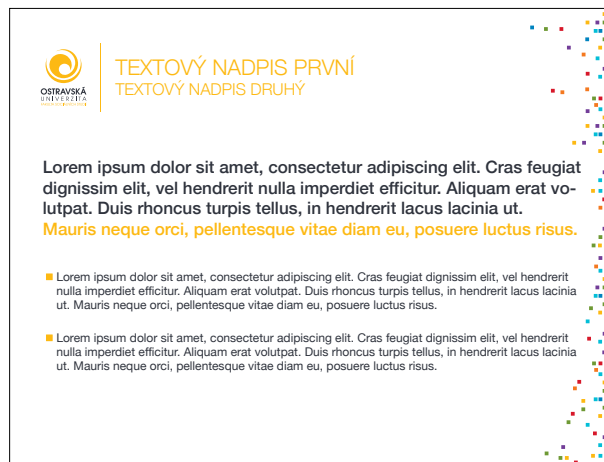 OSTRAVSKÁ
UNIVERZITA
TEXTOVÝ NADPIS PRVNÍ
TEXTOVÝ NADPIS DRUHÝ
Lorem ipsum dolor sit amet, consectetur adipiscing elit. Cras feugiat
dignissim elit, vel hendrerit nulla imperdiet efficitur. Aliquam erat vo-
lutpat. Duis rhoncus turpis tellus, in hendrerit lacus lacinia ut.
Mauris neque orci, pellentesque vitae diam eu, posuere luctus risus.
Lorem ipsum dolor sit amet, consectetur adipiscing elit. Cras feugiat dignissim elit, vel hendrerit
nulla imperdiet efficitur. Aliquam erat volutpat. Duis rhoncus turpis tellus, in hendrerit lacus lacinia
ut. Mauris neque orci, pellentesque vitae diam eu, posuere luctus risus.
Lorem ipsum dolor sit amet, consectetur adipiscing elit. Cras feugiat dignissim elit, vel hendrerit
nulla imperdiet efficitur. Aliquam erat volutpat. Duis rhoncus turpis tellus, in hendrerit lacus lacinia
ut. Mauris neque orci, pellentesque vitae diam eu, posuere luctus risus.